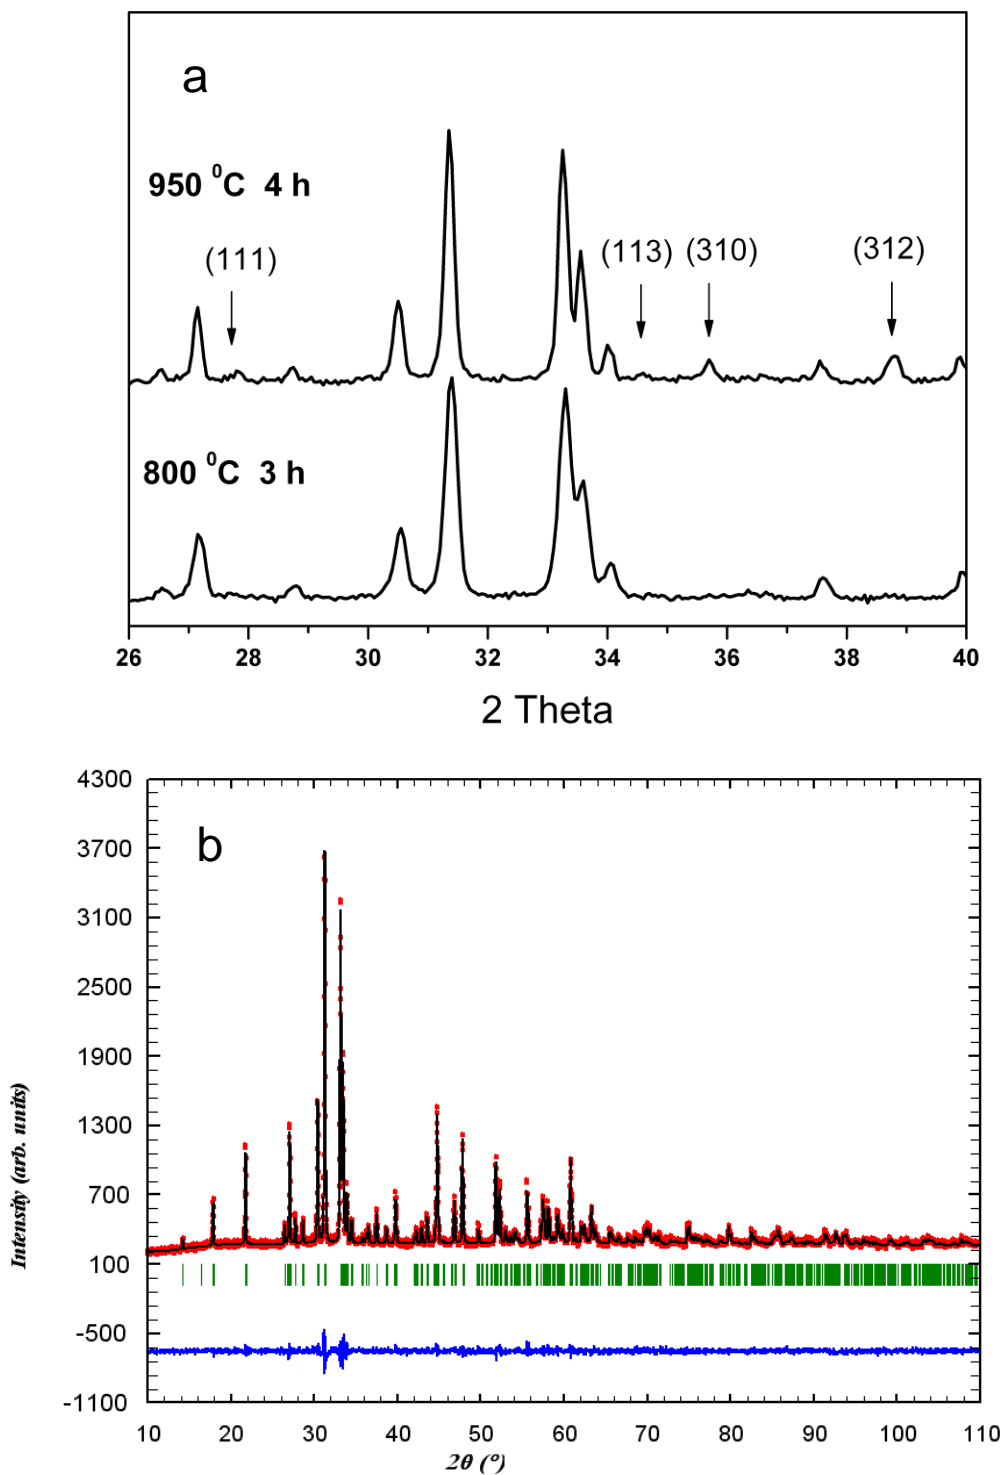 a
950 ⁰C 4 h
(111)
(113) (310)
(312)
800 ⁰C 3 h
26 28 30 32 34 36 38 40
2 Theta
4300
b
3700
3100
2500
1900
1300
700
100
-500
-1100
Intensity (arb. units)
10 20 30 40 50 60 70 80 90 100 110
2θ (°)